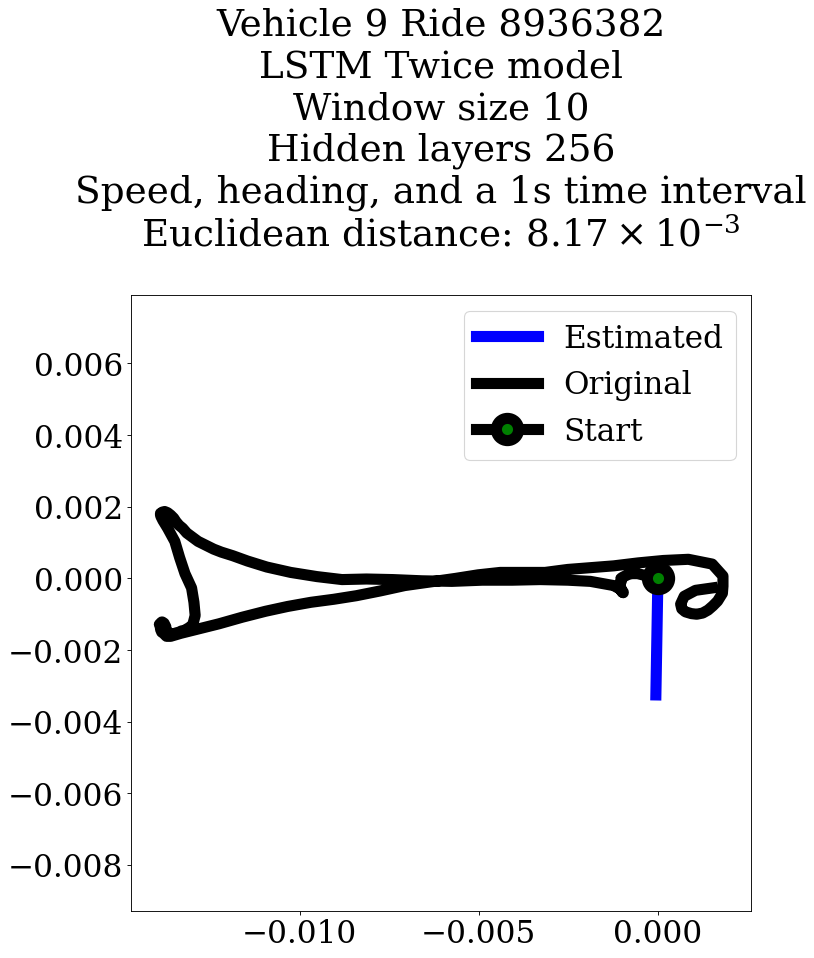 Vehicle 9 Ride 8936382
LSTM Twice model
Window size 10
Hidden layers 256
Speed, heading, and a 1s time interval
Euclidean distance: 8.17 × 10⁻³
Estimated
Original
Start
0.006
0.004
0.002
0.000
−0.002
−0.004
−0.006
−0.008
−0.010
−0.005
0.000